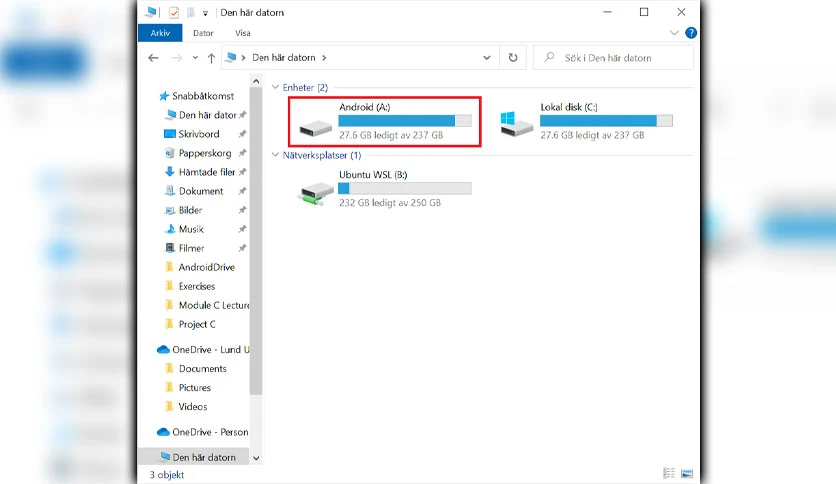 Den här datorn
Arkiv
Dator
Visa
Den här datorn
Sök i Den här datorn
Snabbåtkomst
Den här dator
Skrivbord
Papperskorg
Hämtade filer
Dokument
Bilder
Musik
Filmer
AndroidDrive
Exercises
Module C Lecture
Project C
OneDrive - Lund U
Documents
Pictures
Videos
OneDrive - Person
Den här datorn
Enheter (2)
Android (A:)
27.6 GB ledigt av 237 GB
Lokal disk (C:)
27.6 GB ledigt av 237 GB
Nätverksplatser (1)
Ubuntu WSL (B:)
232 GB ledigt av 250 GB
3 objekt